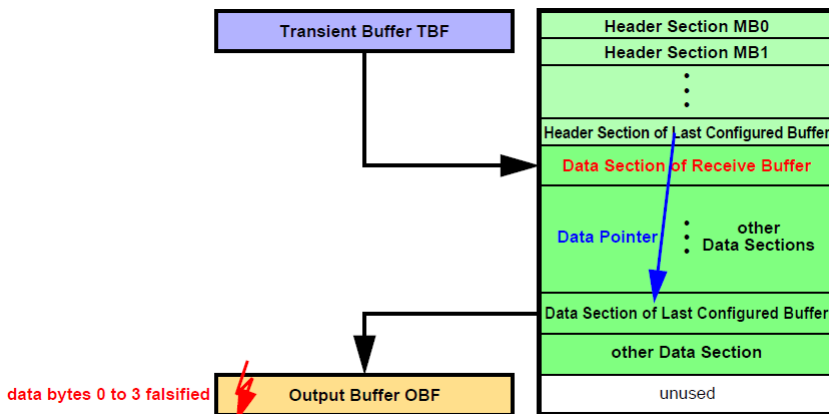 Transient Buffer TBF
Header Section MB0
Header Section MB1
Header Section of Last Configured Buffer
Data Section of Receive Buffer
Data Pointer
other
Data Sections
Data Section of Last Configured Buffer
other Data Section
data bytes 0 to 3 falsified
Output Buffer OBF
unused